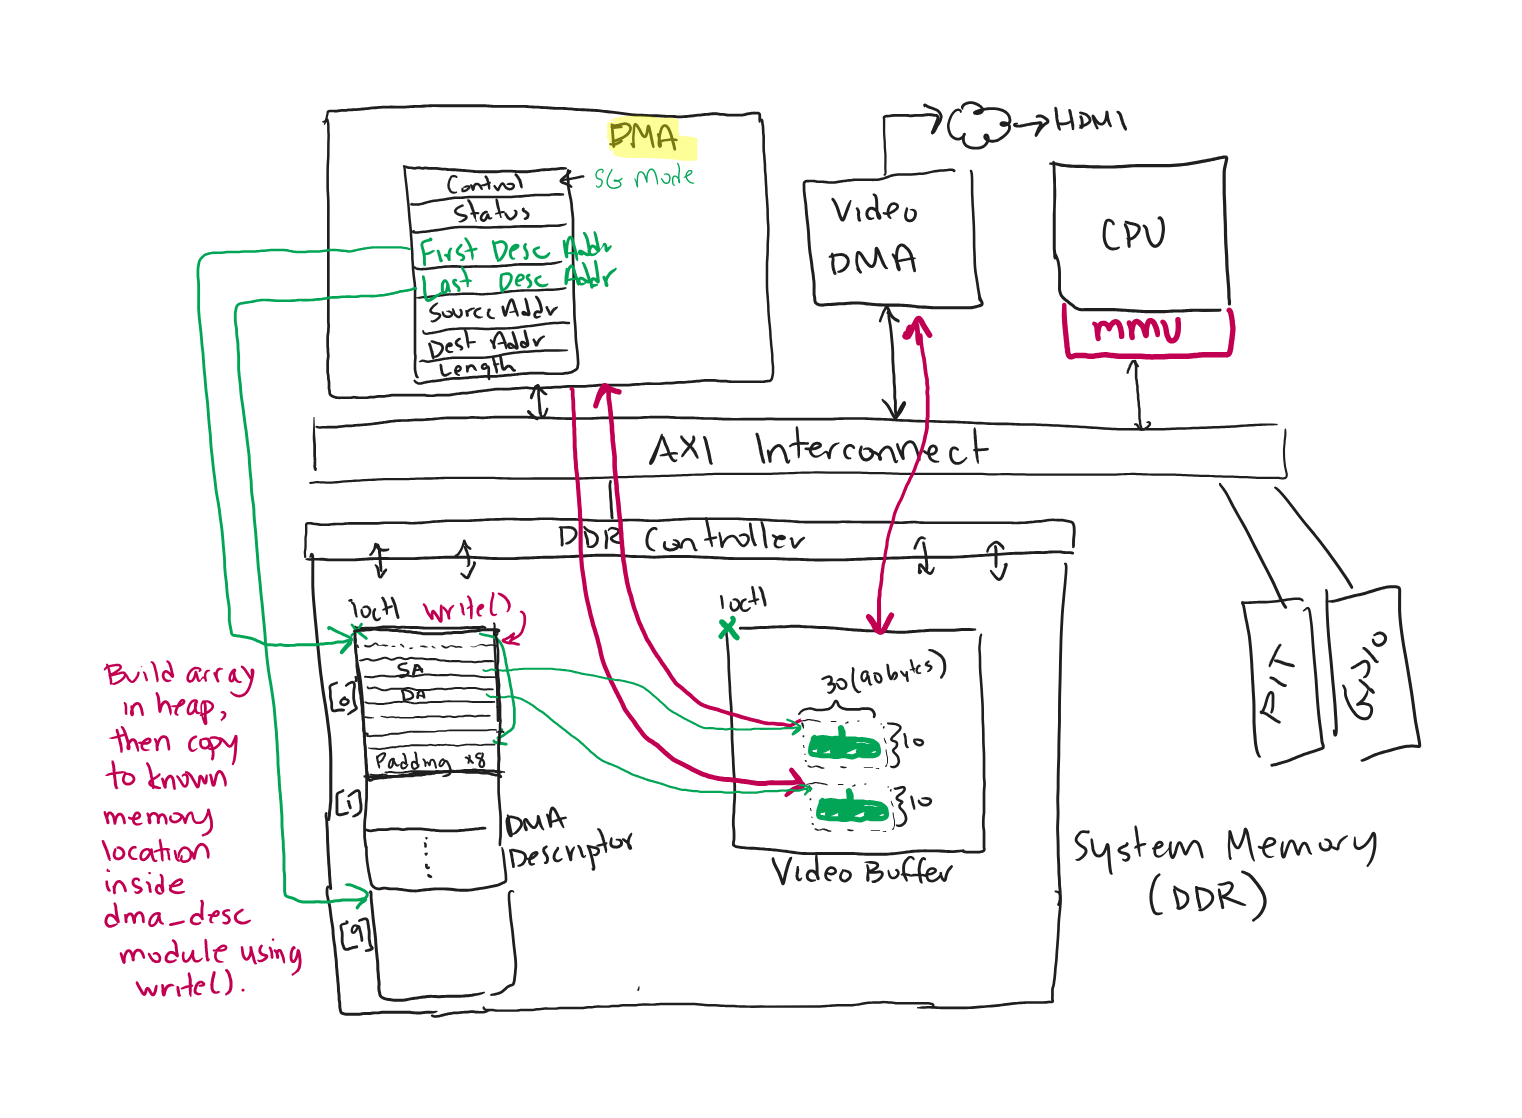 DMA
SG Mode
Control
Status
First Desc Addr
Last Desc Addr
Source Addr
Dest Addr
Length
Video
DMA
HDMI
CPU
MMU
AXI Interconnect
DDR Controller
ioctl
write()
[0]
SA
DA
Padding x8
[1]
DMA
Descriptor
[9]
Build array
in heap,
then copy
to known
memory
location
inside
dma_desc
module using
write().
ioctl
30(90 bytes)
10
10
Video Buffer
PIT
GPIO
System Memory
(DDR)